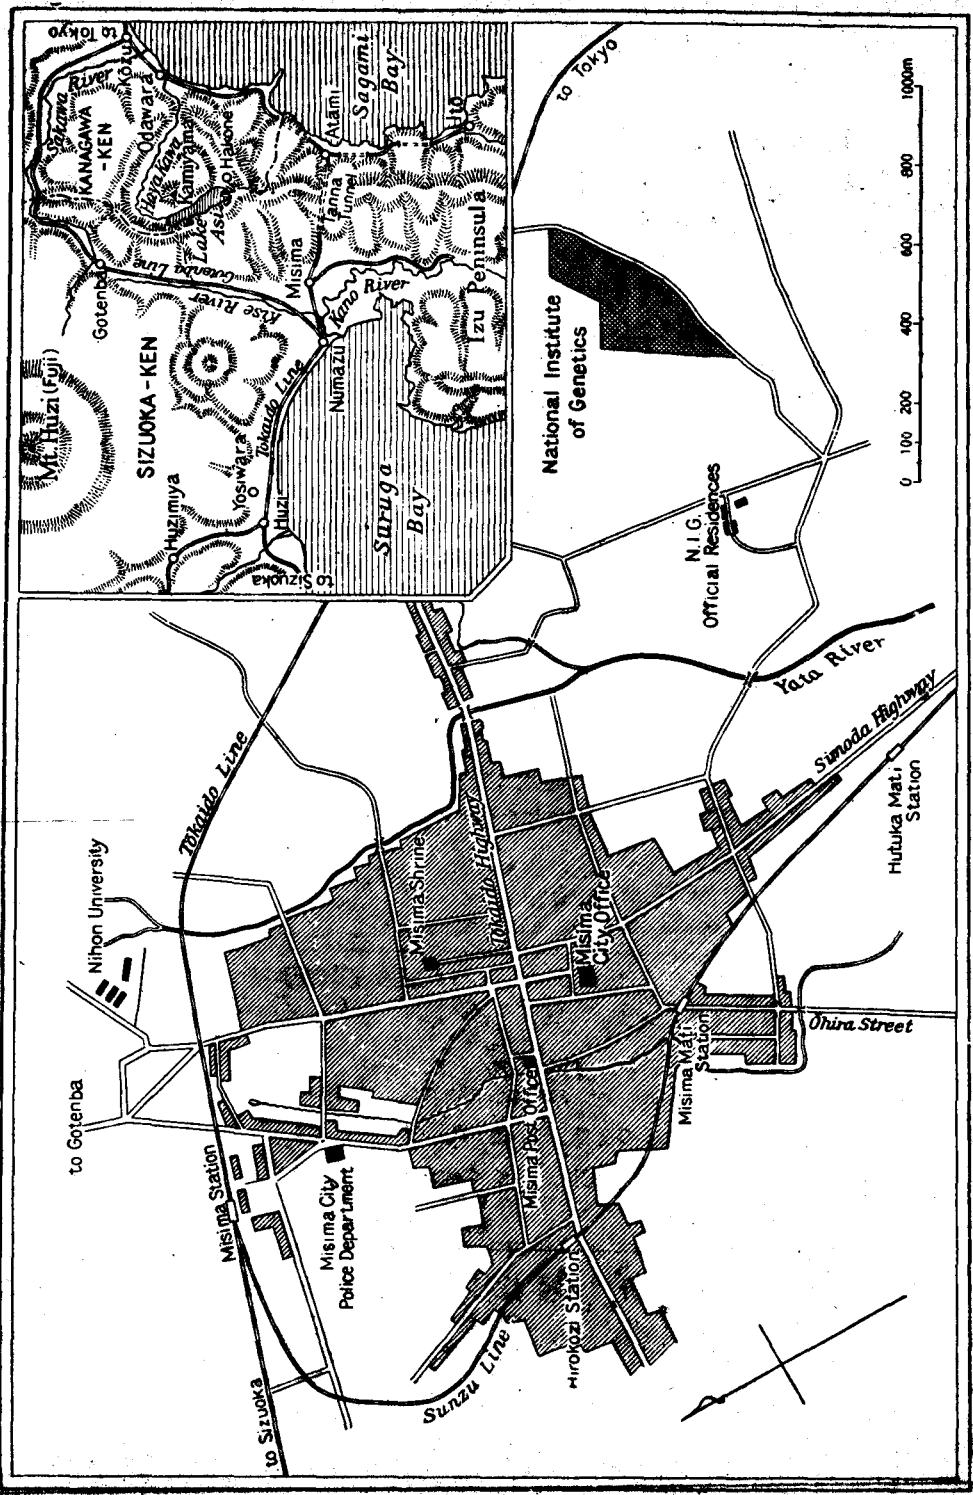 to Tokyo
Kōzu
Sakawa
River
KANAGAWA
-KEN
Odawara
Haya Kawa
Kamiyama
Lake
Asi
Hakone
Sagami
Bay
Atami
Itō
Tanna
Tunnel
Misima
Gotenba
Gotenba Line
Kise River
Kano River
Izu Peninsula
Numazu
Mt. Huzi (Fuji)
SIZUOKA-KEN
Tokaido Line
Yosiwara
Huzi
Huzimiya
Suruga
Bay
to Sizuoka
to Tokyo
National Institute
of Genetics
0 100 200 400 600 800 1000m
N.I.G.
Official Residences
Yata River
Simoda Highway
Hutuka Mati
Station
Tokaido Line
Nihon University
Misima Shrine
Tokaido Highway
Misima
City Office
Ohira Street
Misima Mati
Station
Misima Post Office
to Gotenba
Misima Station
Misima City
Police Department
Hirokozi Station
Sunzu Line
to Sizuoka